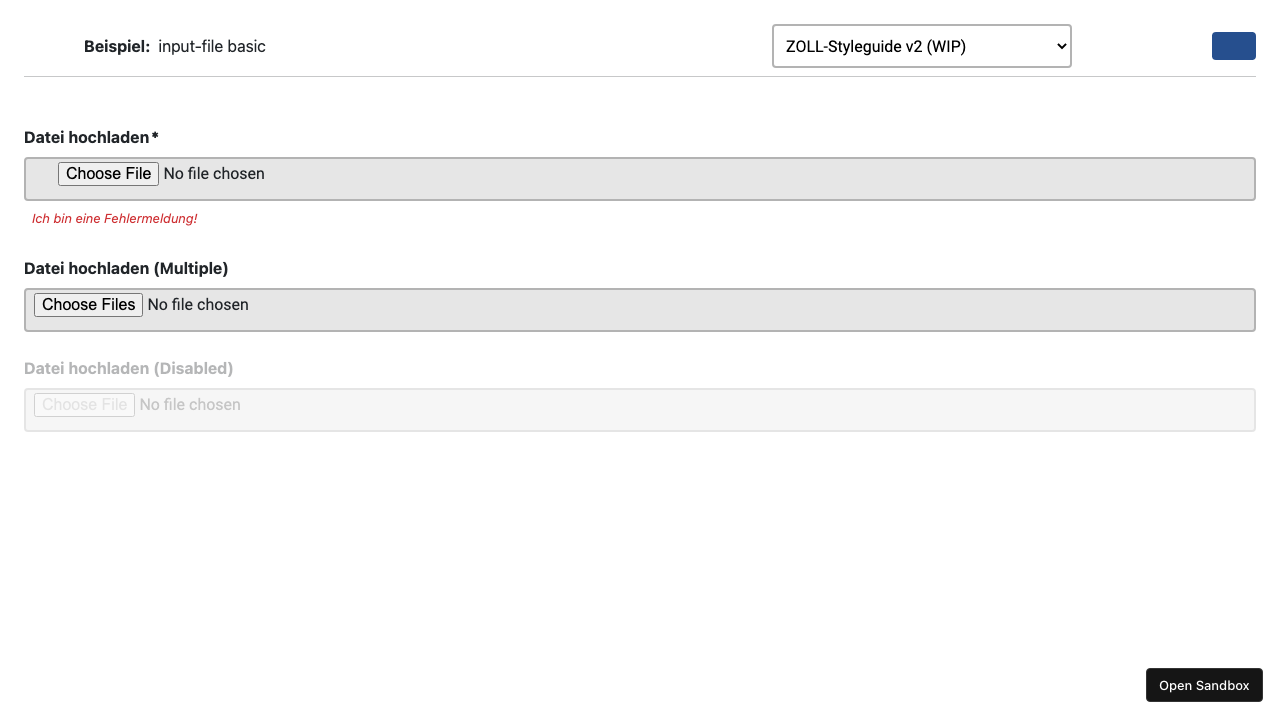 Beispiel: input-file basic
ZOLL-Styleguide v2 (WIP)
Datei hochladen*
Choose File No file chosen
Ich bin eine Fehlermeldung!
Datei hochladen (Multiple)
Choose Files No file chosen
Datei hochladen (Disabled)
Choose File No file chosen
Open Sandbox